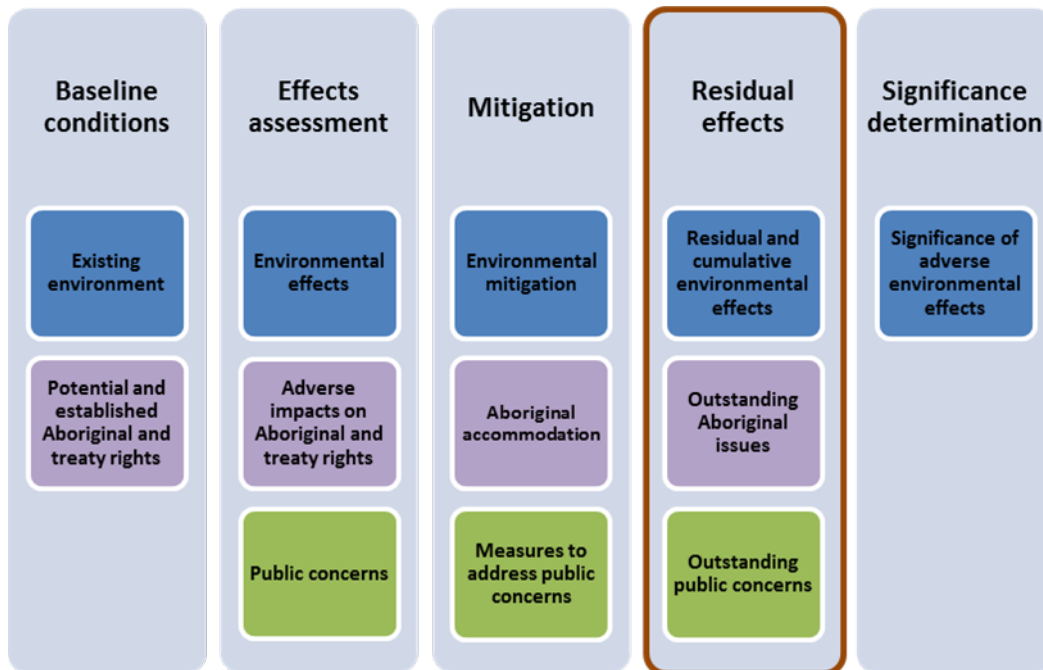 Baseline
conditions
Existing
environment
Potential and
established
Aboriginal and
treaty rights
Effects
assessment
Environmental
effects
Adverse
impacts on
Aboriginal and
treaty rights
Public concerns
Mitigation
Environmental
mitigation
Aboriginal
accommodation
Measures to
address public
concerns
Residual
effects
Residual and
cumulative
environmental
effects
Outstanding
Aboriginal
issues
Outstanding
public concerns
Significance
determination
Significance of
adverse
environmental
effects